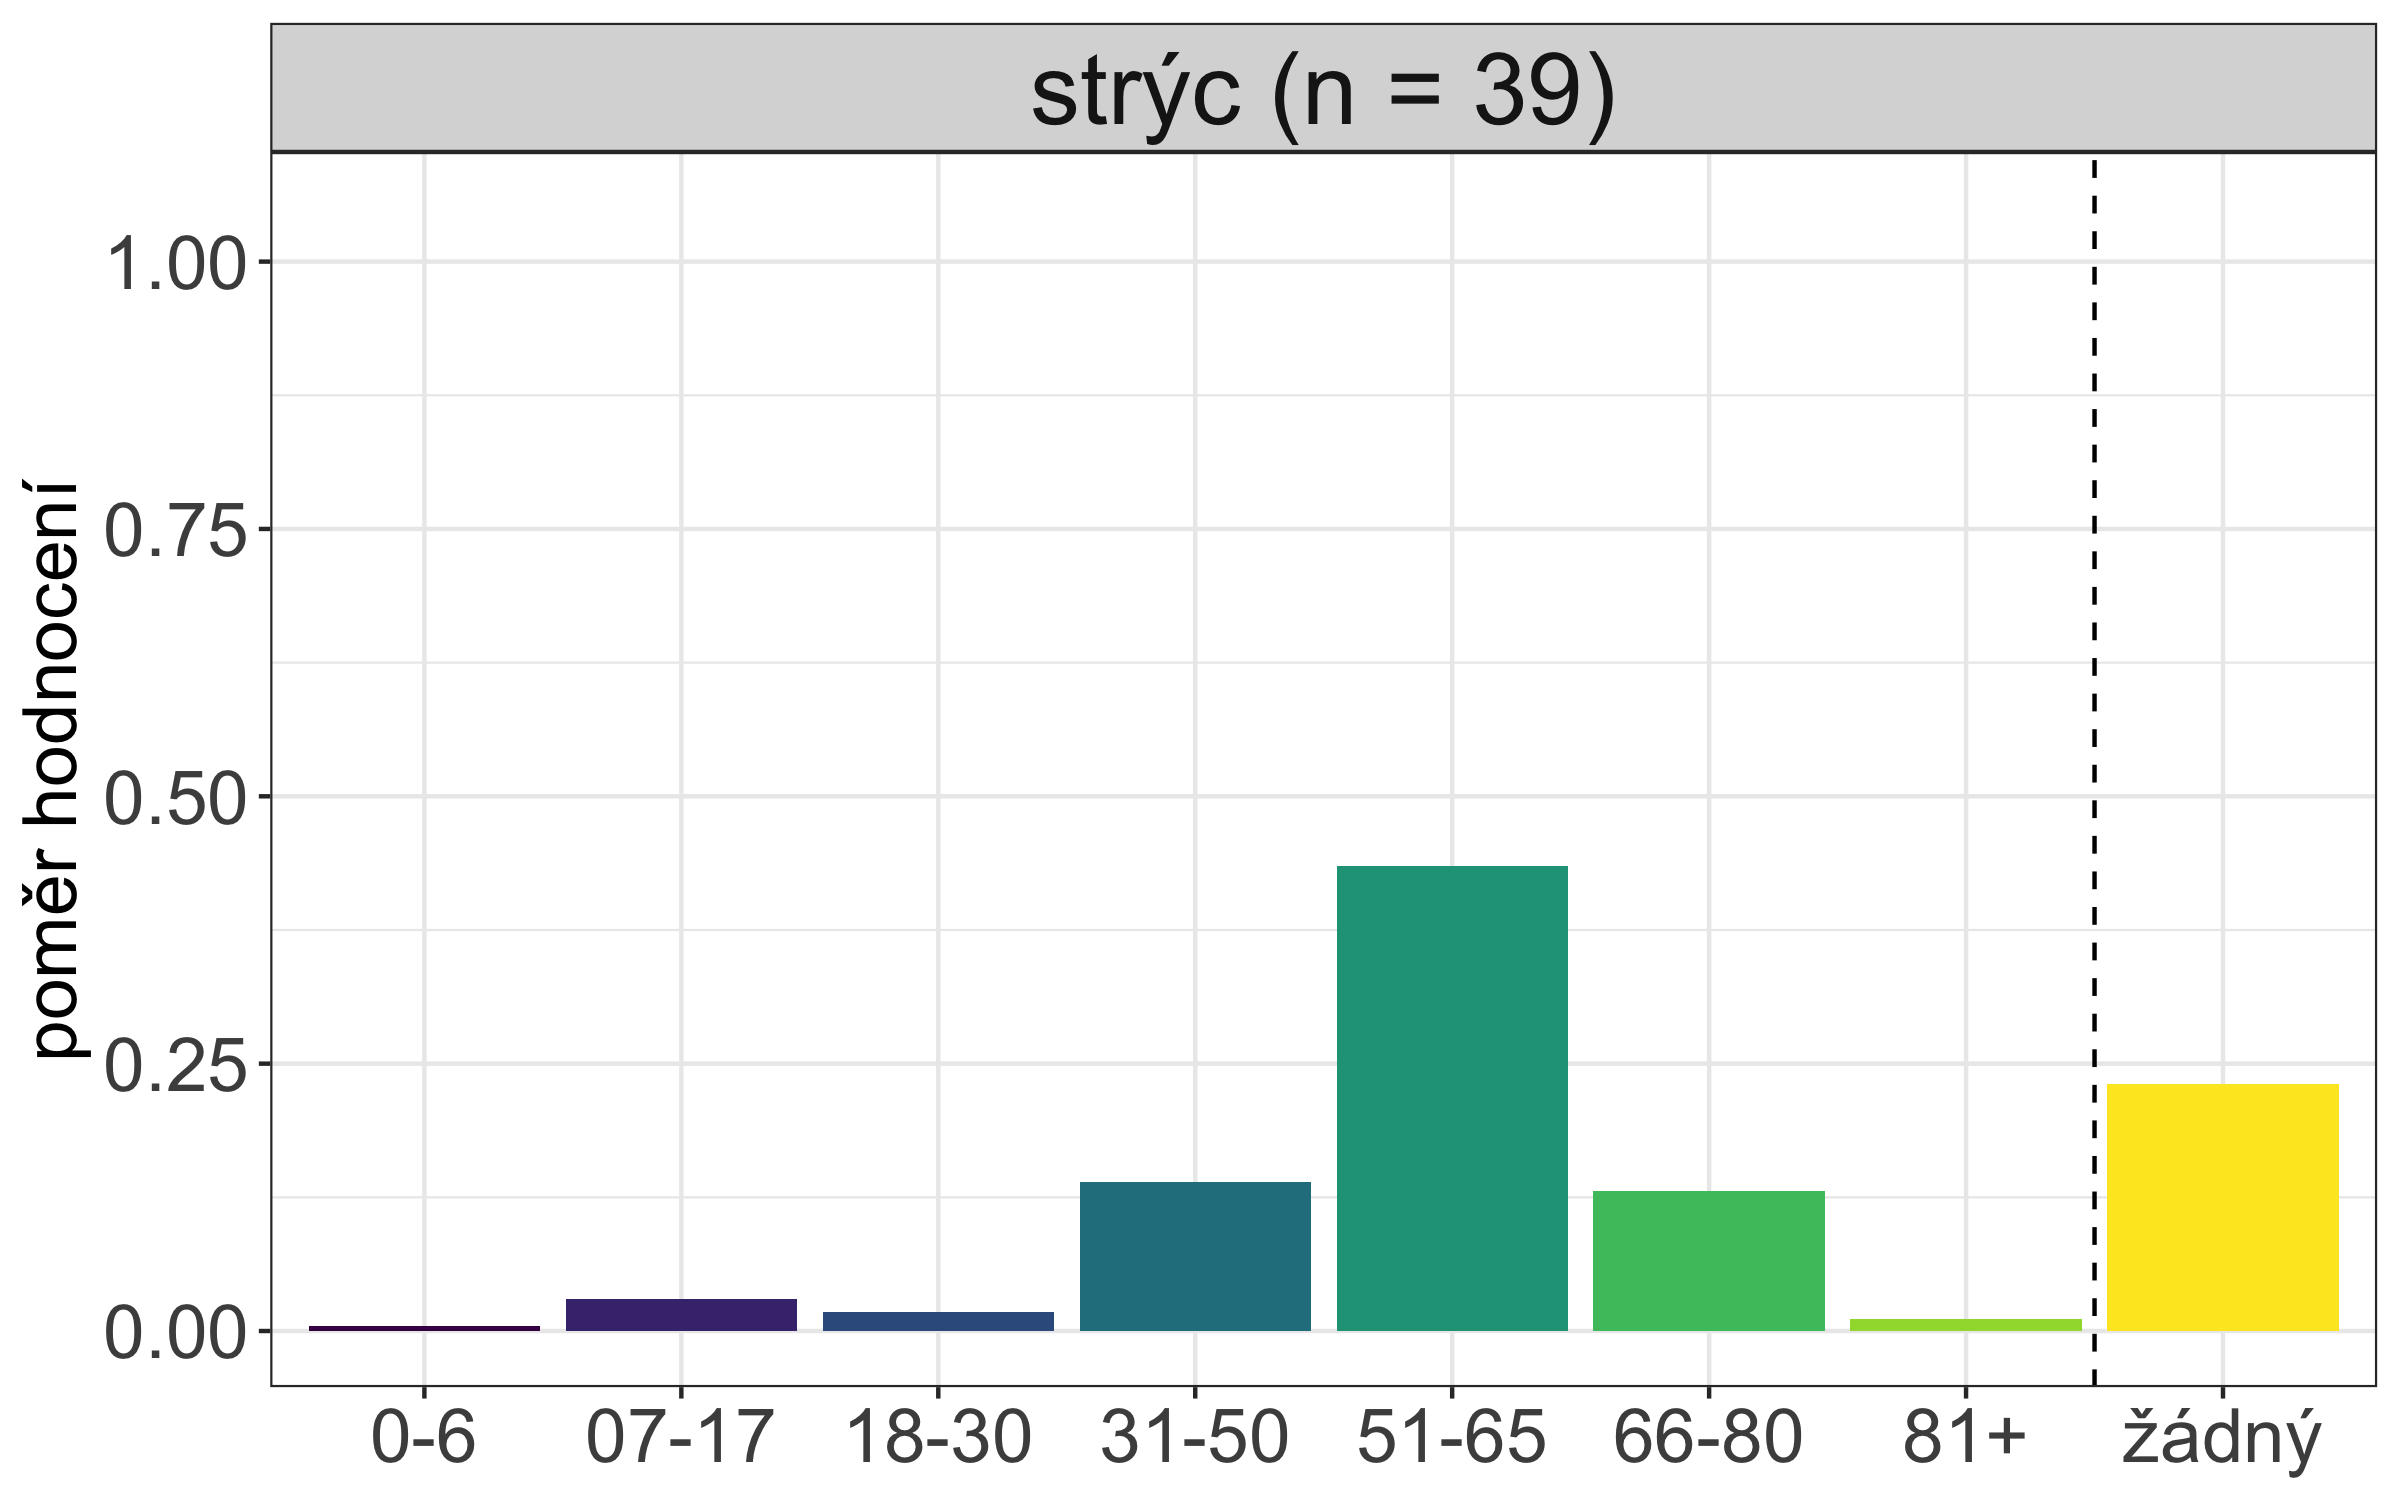 strýc (n = 39)
poměr hodnocení
1.00
0.75
0.50
0.25
0.00
0-6 07-17 18-30 31-50 51-65 66-80 81+ žádný